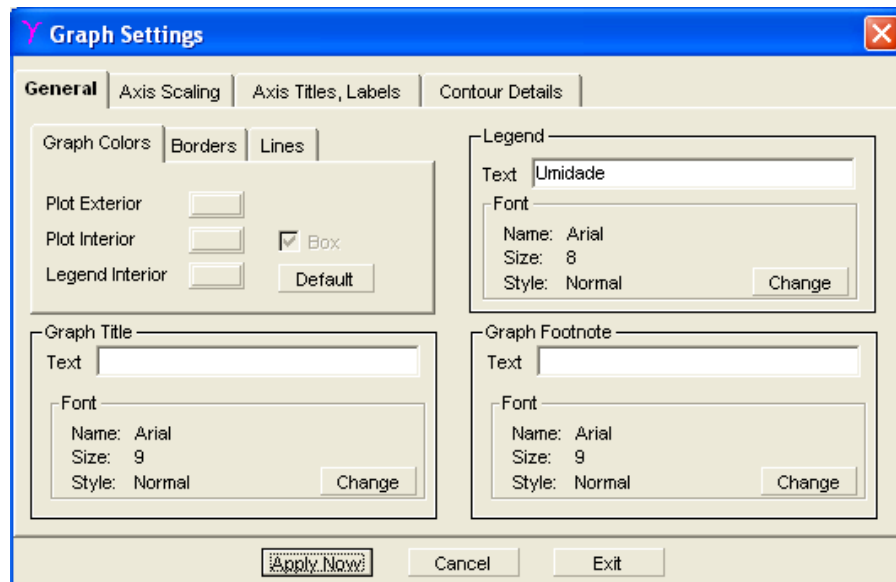 γ Graph Settings
General Axis Scaling Axis Titles, Labels Contour Details
Graph Colors Borders Lines
Plot Exterior
Plot Interior Box
Legend Interior Default
Legend
Text Umidade
Font
Name: Arial
Size: 8
Style: Normal Change
Graph Title
Text
Font
Name: Arial
Size: 9
Style: Normal Change
Graph Footnote
Text
Font
Name: Arial
Size: 9
Style: Normal Change
Apply Now Cancel Exit